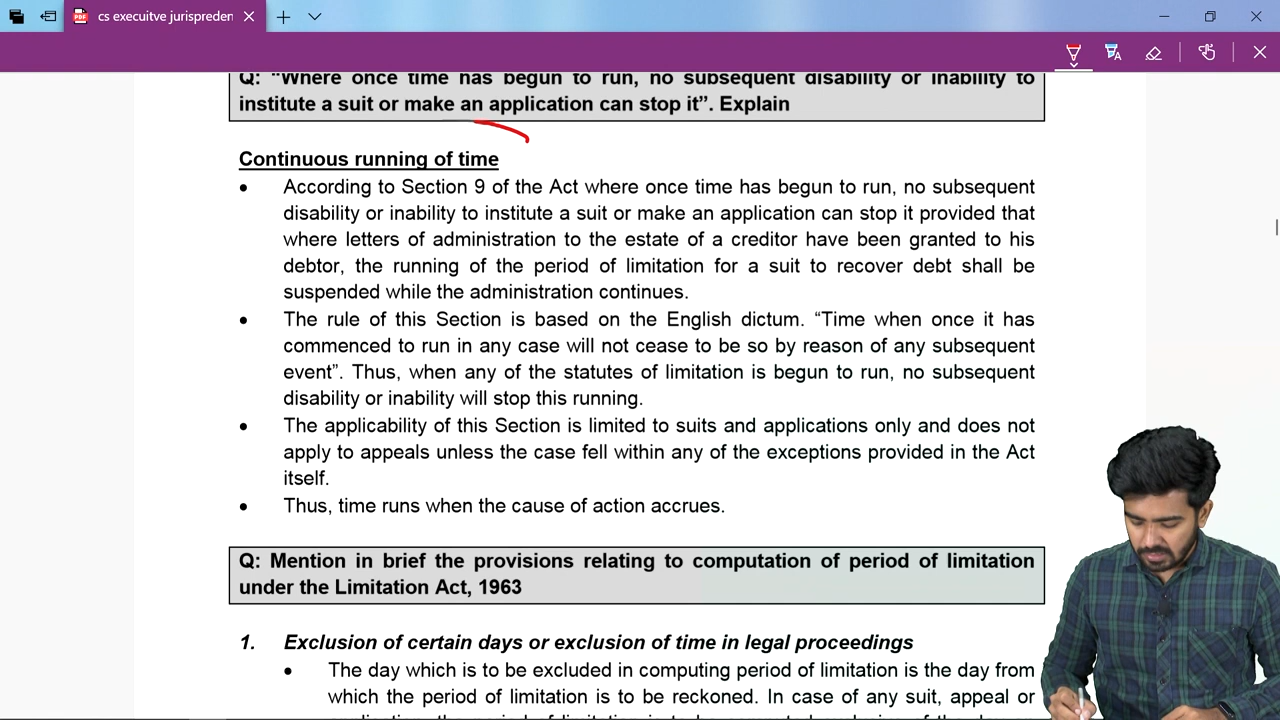 cs execuitve jurispreden
Q: "Where once time has begun to run, no subsequent disability or inability to
institute a suit or make an application can stop it”. Explain
Continuous running of time
• According to Section 9 of the Act where once time has begun to run, no subsequent
disability or inability to institute a suit or make an application can stop it provided that
where letters of administration to the estate of a creditor have been granted to his
debtor, the running of the period of limitation for a suit to recover debt shall be
suspended while the administration continues.
• The rule of this Section is based on the English dictum. “Time when once it has
commenced to run in any case will not cease to be so by reason of any subsequent
event”. Thus, when any of the statutes of limitation is begun to run, no subsequent
disability or inability will stop this running.
• The applicability of this Section is limited to suits and applications only and does not
apply to appeals unless the case fell within any of the exceptions provided in the Act
itself.
• Thus, time runs when the cause of action accrues.
Q: Mention in brief the provisions relating to computation of period of limitation
under the Limitation Act, 1963
1. Exclusion of certain days or exclusion of time in legal proceedings
• The day which is to be excluded in computing period of limitation is the day from
which the period of limitation is to be reckoned. In case of any suit, appeal or